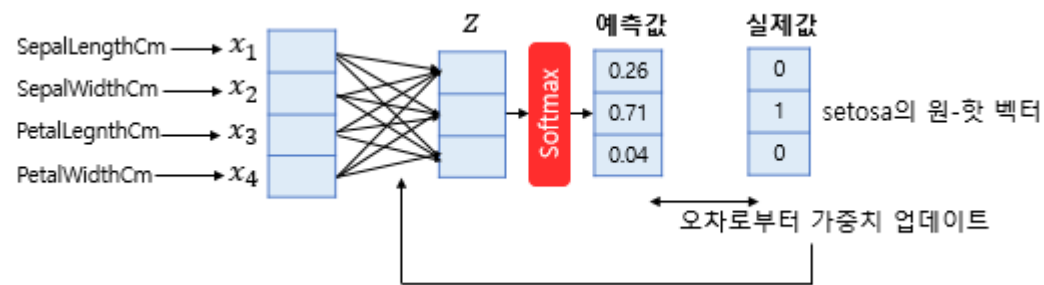 Z
예측값
실제값
SepalLengthCm x₁
SepalWidthCm x₂
PetalLegnthCm x₃
PetalWidthCm x₄
Softmax
0.26
0.71
0.04
0
1
0
setosa의 원-핫 벡터
오차로부터 가중치 업데이트